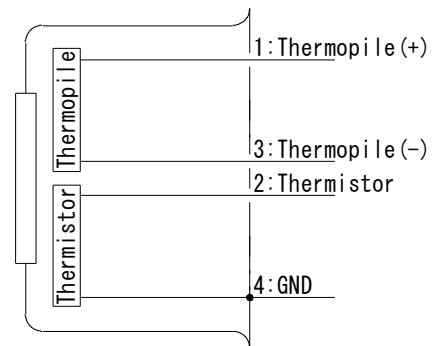 Thermopile
Thermistor
1:Thermopile(+)
3:Thermopile(−)
2:Thermistor
4:GND